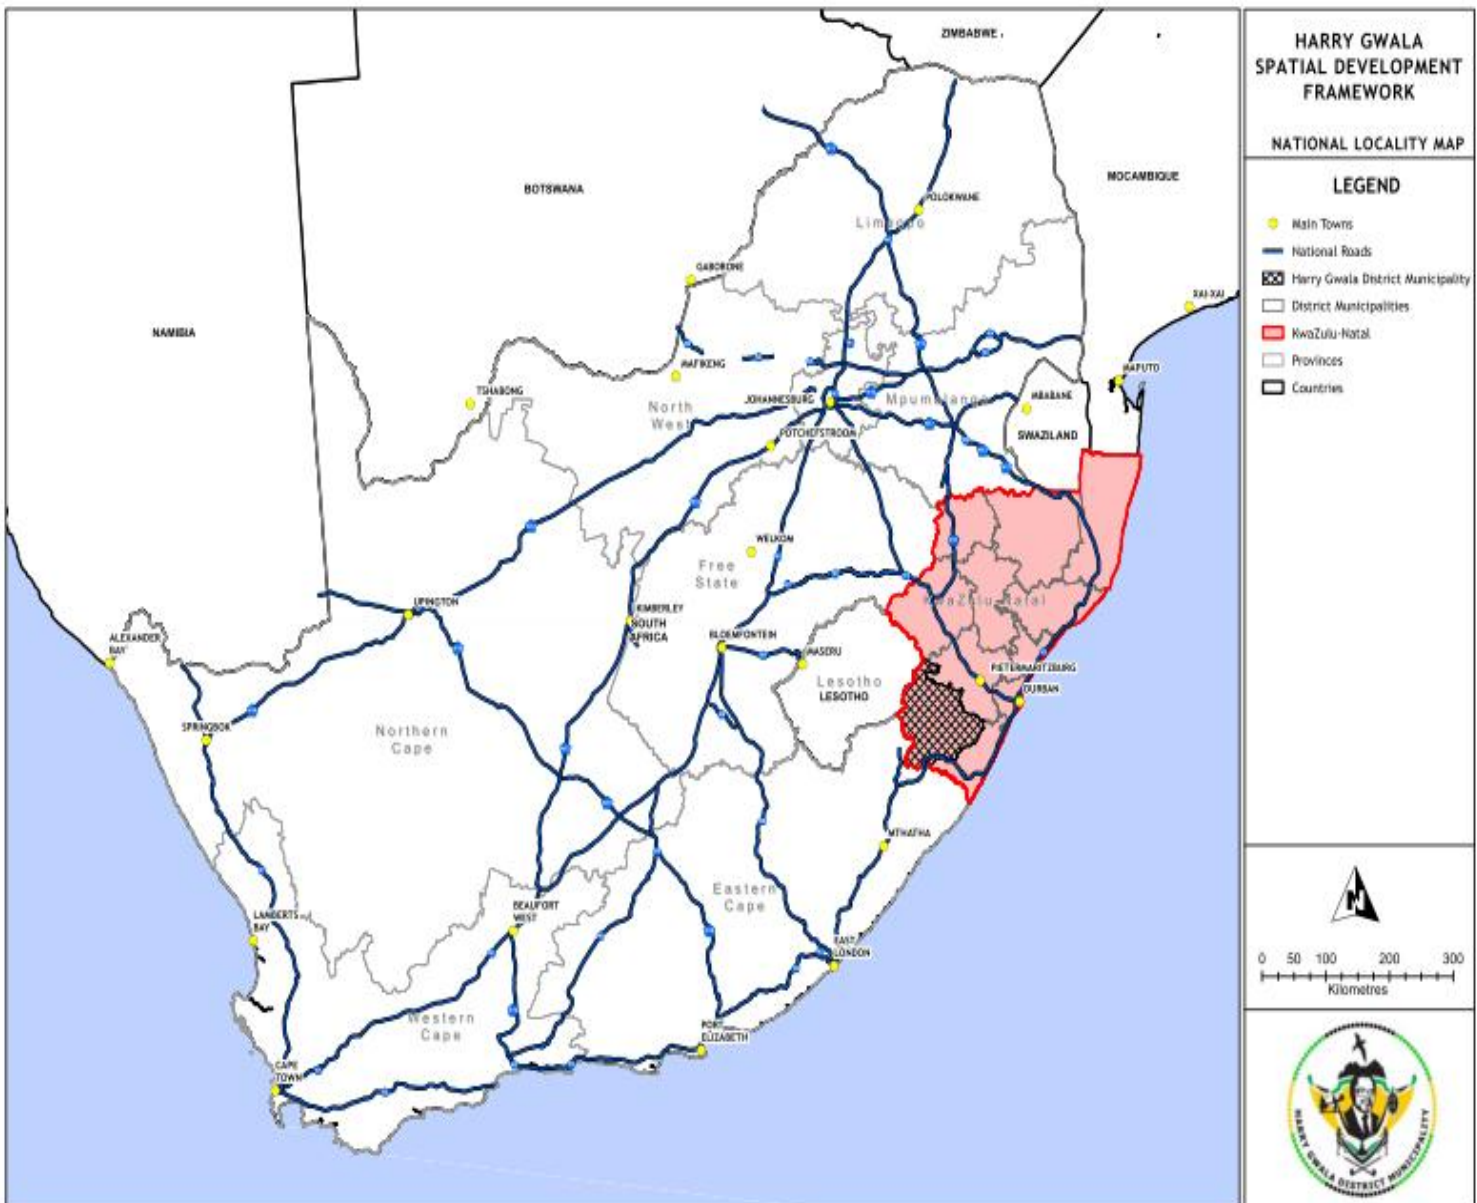 HARRY GWALA
SPATIAL DEVELOPMENT
FRAMEWORK
NATIONAL LOCALITY MAP
LEGEND
Main Towns
National Roads
Harry Gwala District Municipality
District Municipalities
KwaZulu-Natal
Provinces
Countries
ZIMBABWE
MOCAMBIQUE
BOTSWANA
POLOKWANE
Limpopo
GABORONE
XAI-XAI
NAMIBIA
MAFIKENG
MAPUTO
TSHABONG
North
West
JOHANNESBURG
Mpumalanga
MBABANE
SWAZILAND
POTCHEFSTROOM
WELKOM
Free
State
KwaZulu-Natal
UPINGTON
KIMBERLEY
SOUTH
AFRICA
BLOEMFONTEIN
MASERU
ALEXANDER
BAY
Lesotho
LESOTHO
PIETERMARITZBURG
DURBAN
SPRINGBOK
Northern
Cape
MTHATHA
Eastern
Cape
BEAUFORT
WEST
LAMBERTS
BAY
EAST
LONDON
Western
Cape
PORT
ELIZABETH
CAPE
TOWN
N
0 50 100 200 300
Kilometres
HARRY GWALA DISTRICT MUNICIPALITY